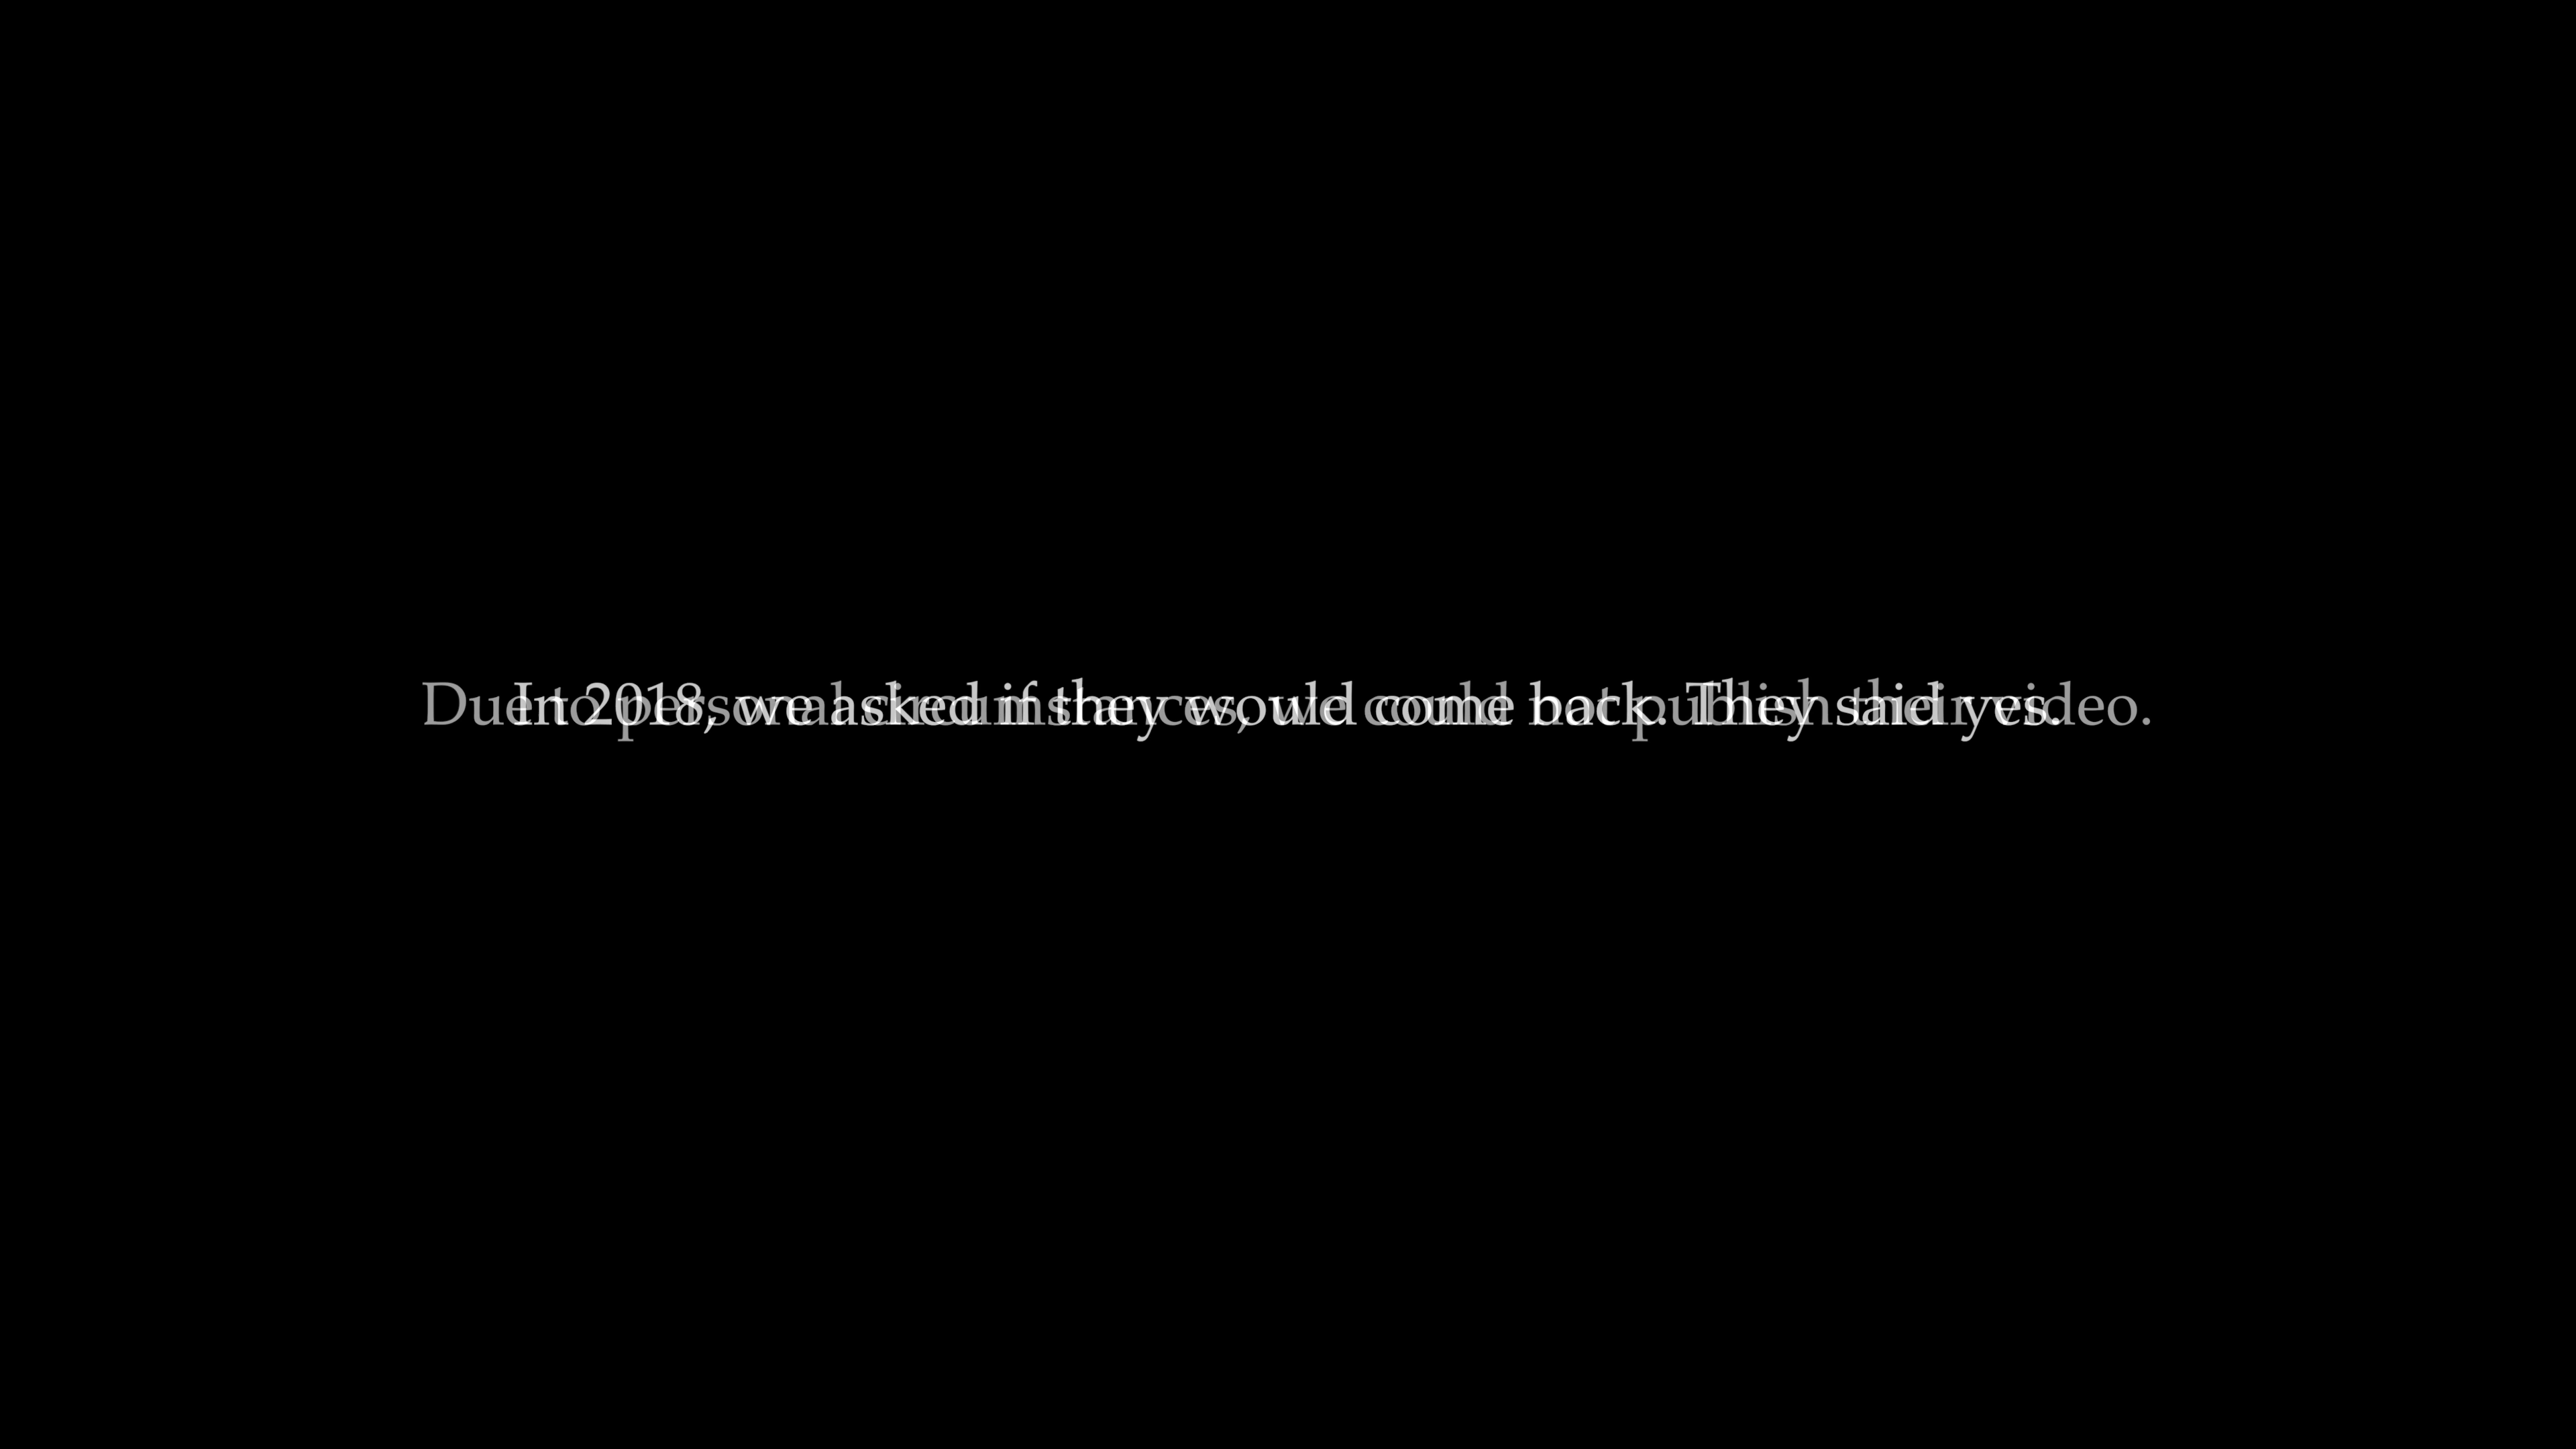 Due to personal circumstances, we could not publish their video.
In 2018, we asked if they would come back. They said yes.